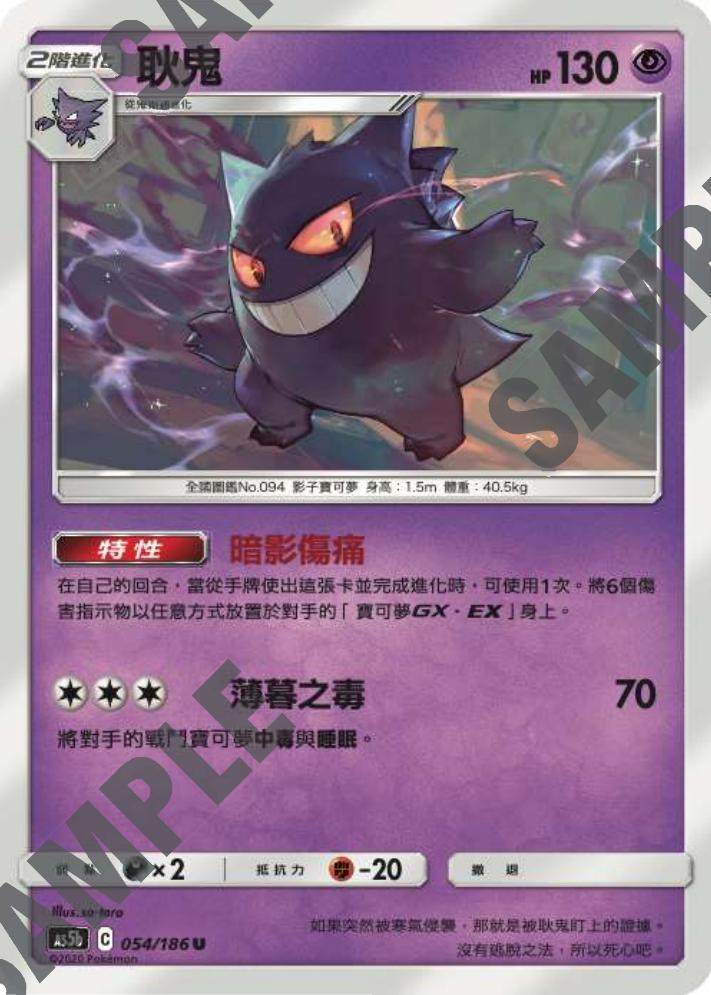 SAMPLE
2階進化 耿鬼 HP 130
從鬼斯通進化
全國圖鑑No.094 影子寶可夢 身高：1.5m 體重：40.5kg
SAMPLE
特性 暗影傷痛
在自己的回合，當從手牌使出這張卡並完成進化時，可使用1次。將6個傷
害指示物以任意方式放置於對手的「寶可夢GX・EX」身上。
薄暮之毒 70
將對手的戰鬥寶可夢中毒與睡眠。
SAMPLE
弱點 ×2 抵抗力 -20 撤退
Illus.so-taro
AS5b C 054/186 U
©2020 Pokémon
如果突然被寒氣侵襲，那就是被耿鬼盯上的證據。
沒有逃脫之法，所以死心吧。